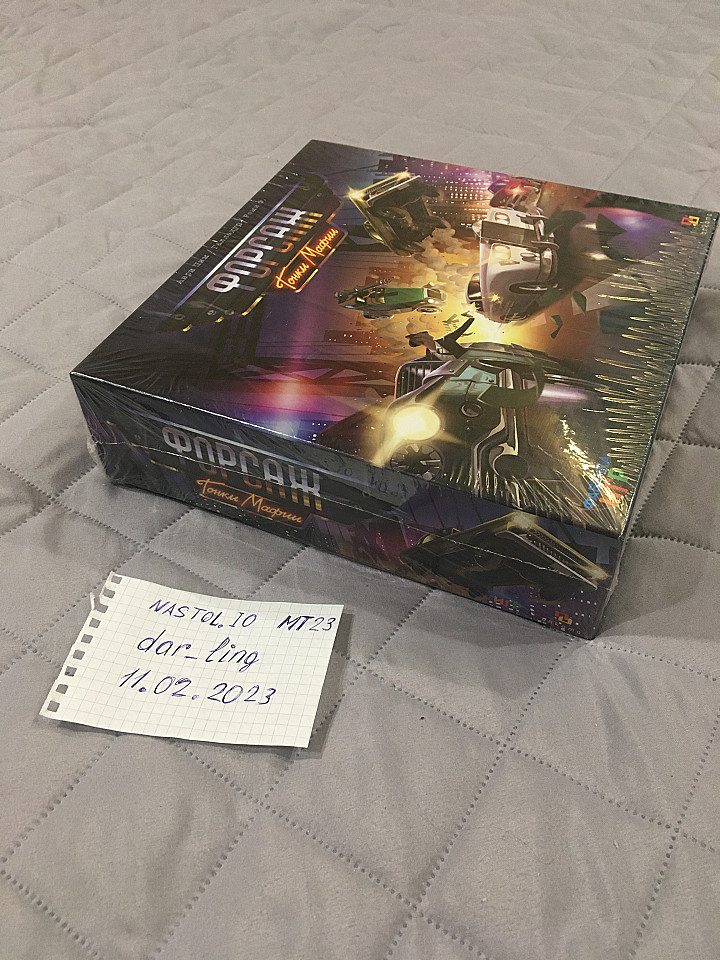 ФОРСАЖ
Гонки Мафии
ФОРСАЖ
Гонки Мафии
NASTOL.IO MT23
dar_ling
11.02.2023